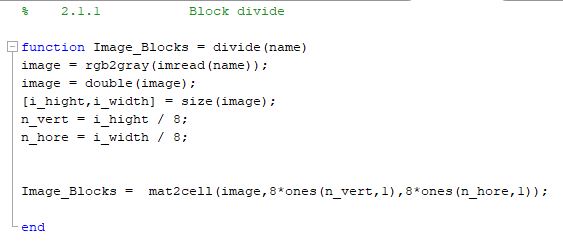 %    2.1.1           Block divide
function Image_Blocks = divide(name)
image = rgb2gray(imread(name));
image = double(image);
[i_hight,i_width] = size(image);
n_vert = i_hight / 8;
n_hore = i_width / 8;
Image_Blocks =  mat2cell(image,8*ones(n_vert,1),8*ones(n_hore,1));
end